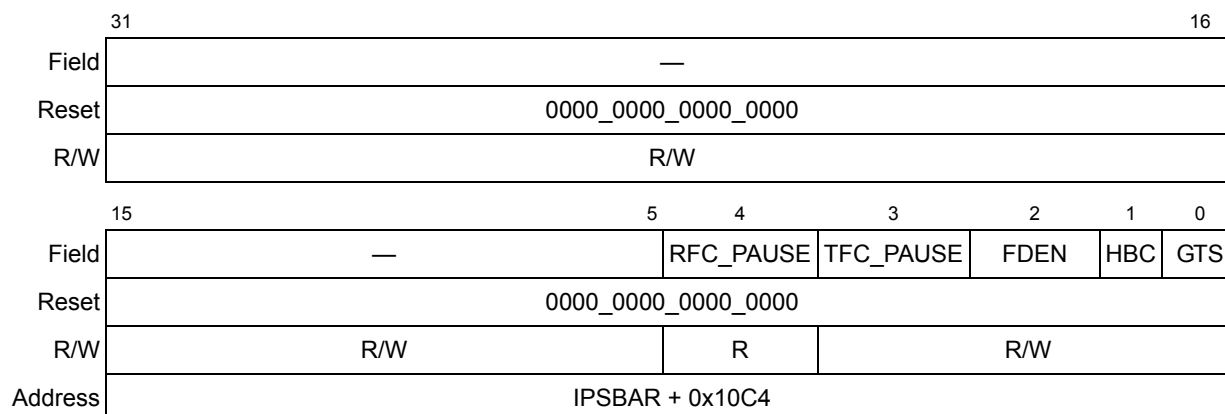 31 16
Field —
Reset 0000_0000_0000_0000
R/W R/W
15 5 4 3 2 1 0
Field — RFC_PAUSE TFC_PAUSE FDEN HBC GTS
Reset 0000_0000_0000_0000
R/W R/W R R/W
Address IPSBAR + 0x10C4